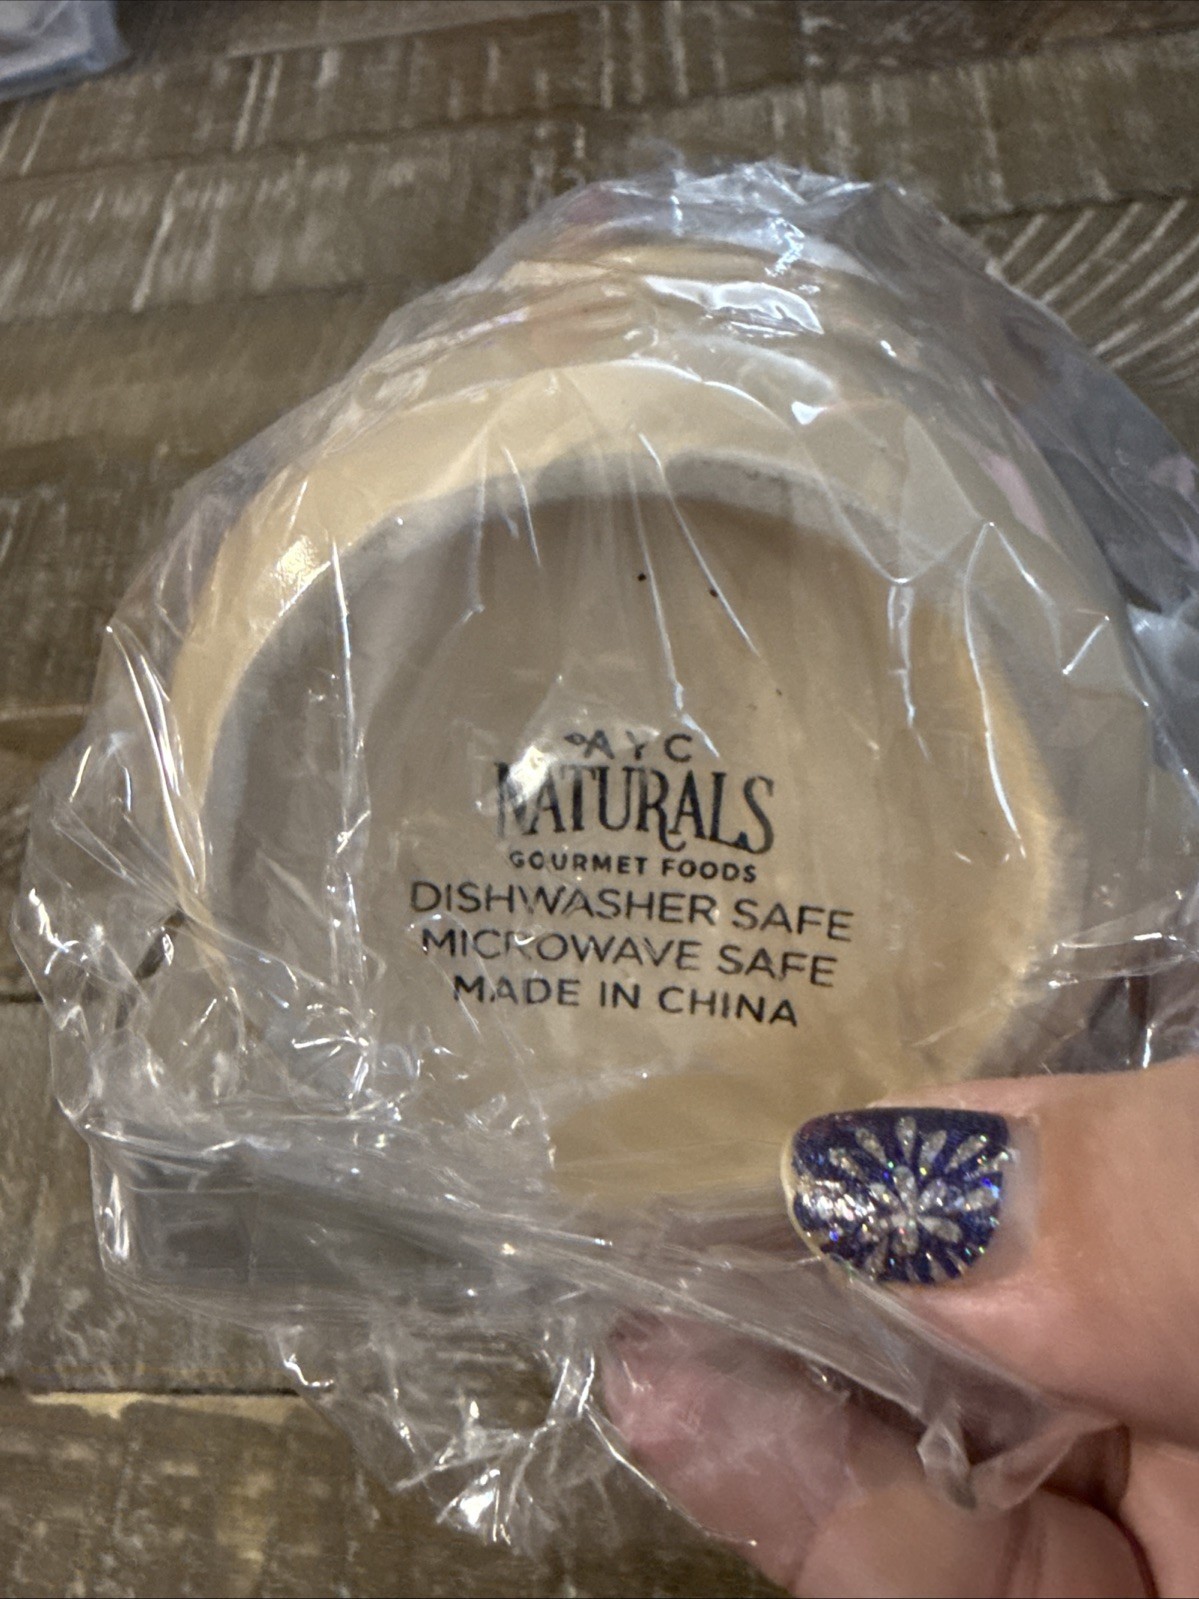 AYC
NATURALS
GOURMET FOODS
DISHWASHER SAFE
MICROWAVE SAFE
MADE IN CHINA